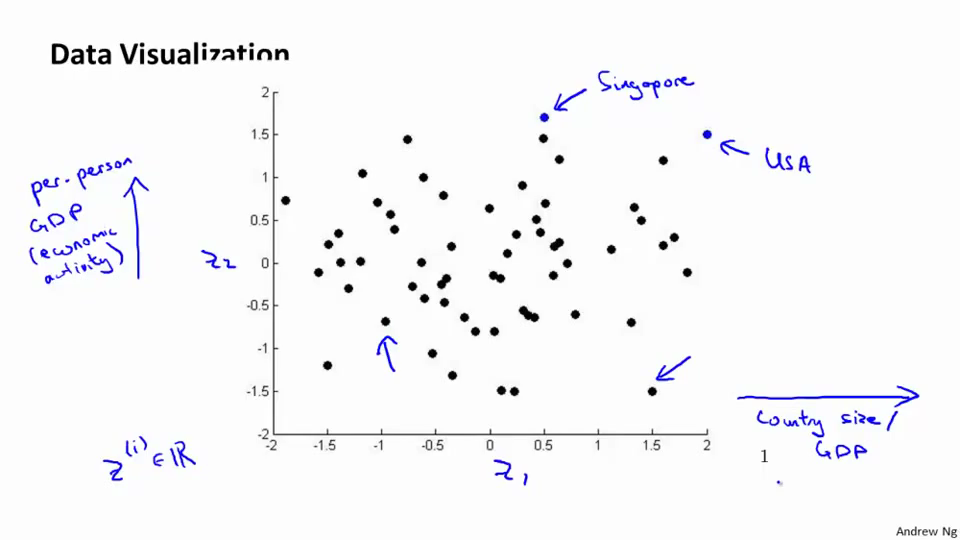 Data Visualization
Singapore
USA
per-person
GDP
(economic
activity)
z2
2
1.5
1
0.5
0
-0.5
-1
-1.5
-2
-2 -1.5 -1 -0.5 0 0.5 1 1.5 2
z1
z(i) ∈ ℝ
Country size/
GDP
1
Andrew Ng